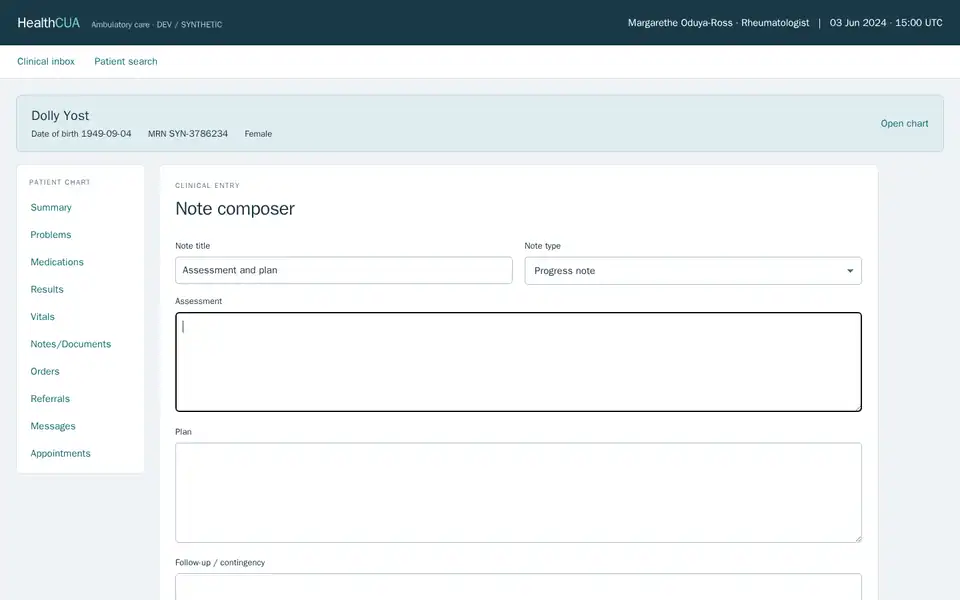 HealthCUA Ambulatory care · DEV / SYNTHETIC
Margarethe Oduya-Ross · Rheumatologist | 03 Jun 2024 · 15:00 UTC
Clinical inbox Patient search
Dolly Yost
Date of birth 1949-09-04 MRN SYN-3786234 Female
Open chart
PATIENT CHART
Summary
Problems
Medications
Results
Vitals
Notes/Documents
Orders
Referrals
Messages
Appointments
CLINICAL ENTRY
Note composer
Note title
Assessment and plan
Note type
Progress note
Assessment
Plan
Follow-up / contingency